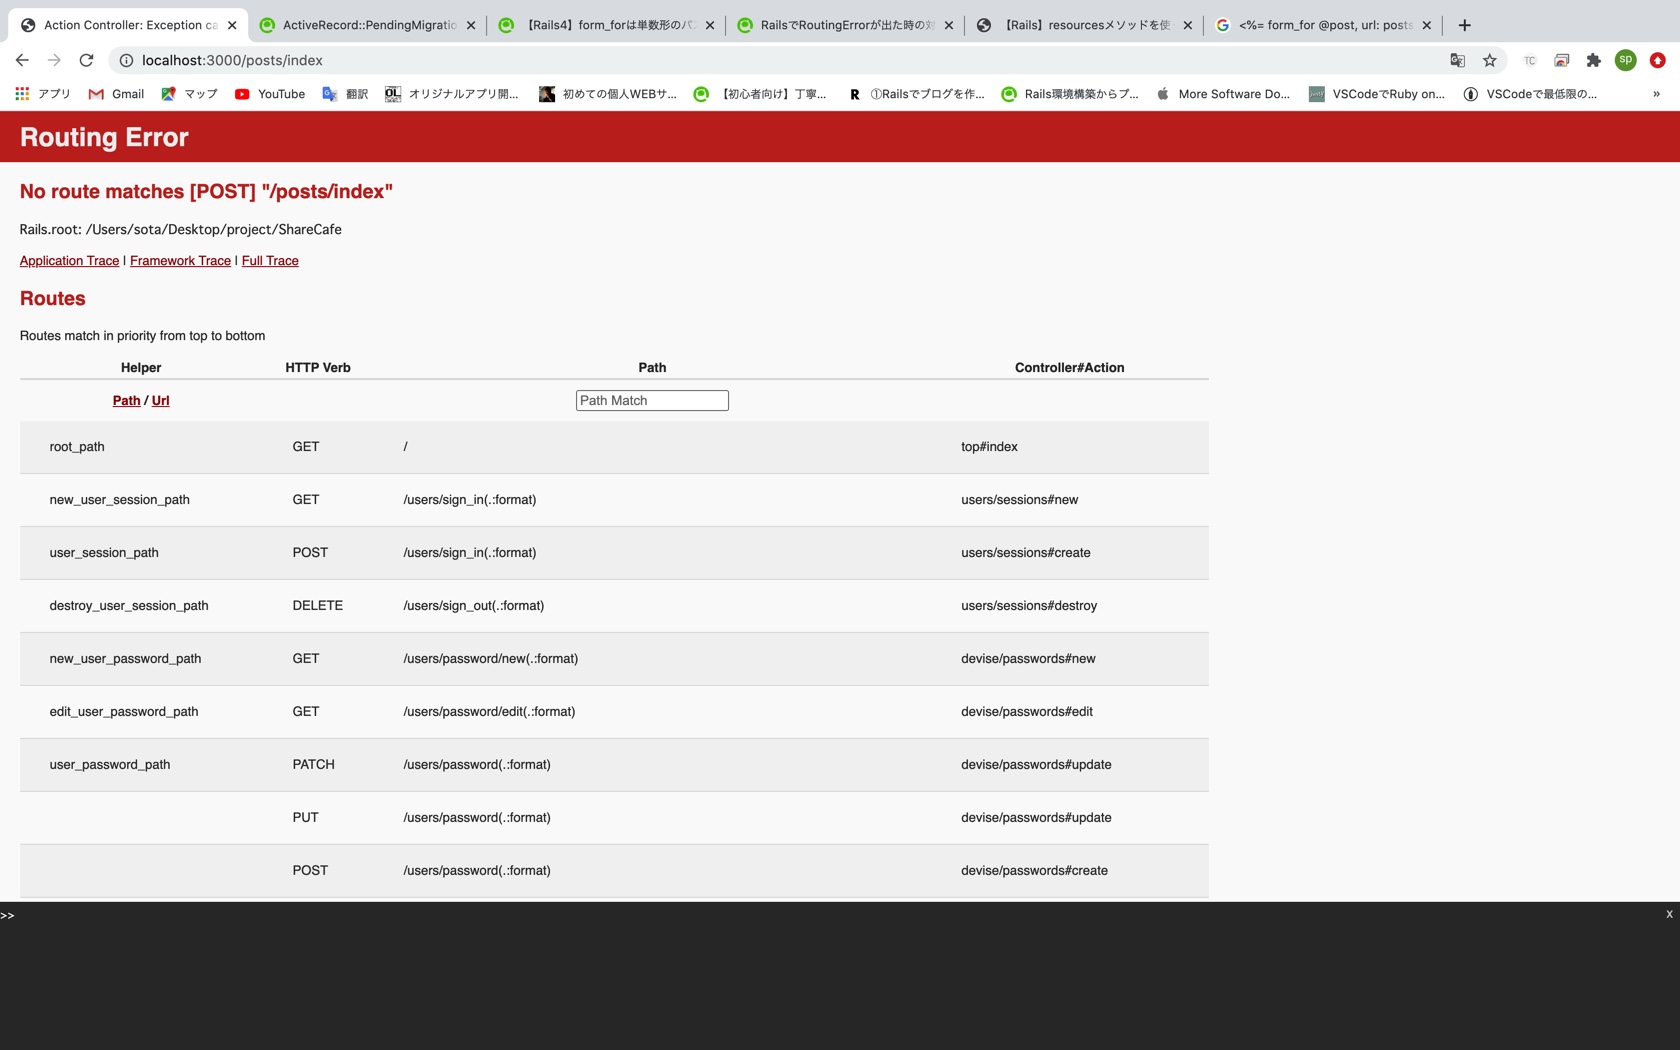 Action Controller: Exception ca
ActiveRecord::PendingMigratio
【Rails4】form_forは単数形のパス
RailsでRoutingErrorが出た時の対
【Rails】resourcesメソッドを使
<%= form_for @post, url: posts
localhost:3000/posts/index
TC
sp
アプリ
Gmail
マップ
YouTube
翻訳
オリジナルアプリ開...
初めての個人WEBサ...
【初心者向け】丁寧...
R ①Railsでブログを作...
Rails環境構築からプ...
More Software Do...
VSCodeでRuby on...
VSCodeで最低限の...
»
Routing Error
No route matches [POST] "/posts/index"
Rails.root: /Users/sota/Desktop/project/ShareCafe
Application Trace | Framework Trace | Full Trace
Routes
Routes match in priority from top to bottom
Helper HTTP Verb Path Controller#Action
Path / Url Path Match
root_path GET / top#index
new_user_session_path GET /users/sign_in(.:format) users/sessions#new
user_session_path POST /users/sign_in(.:format) users/sessions#create
destroy_user_session_path DELETE /users/sign_out(.:format) users/sessions#destroy
new_user_password_path GET /users/password/new(.:format) devise/passwords#new
edit_user_password_path GET /users/password/edit(.:format) devise/passwords#edit
user_password_path PATCH /users/password(.:format) devise/passwords#update
PUT /users/password(.:format) devise/passwords#update
POST /users/password(.:format) devise/passwords#create
>> x